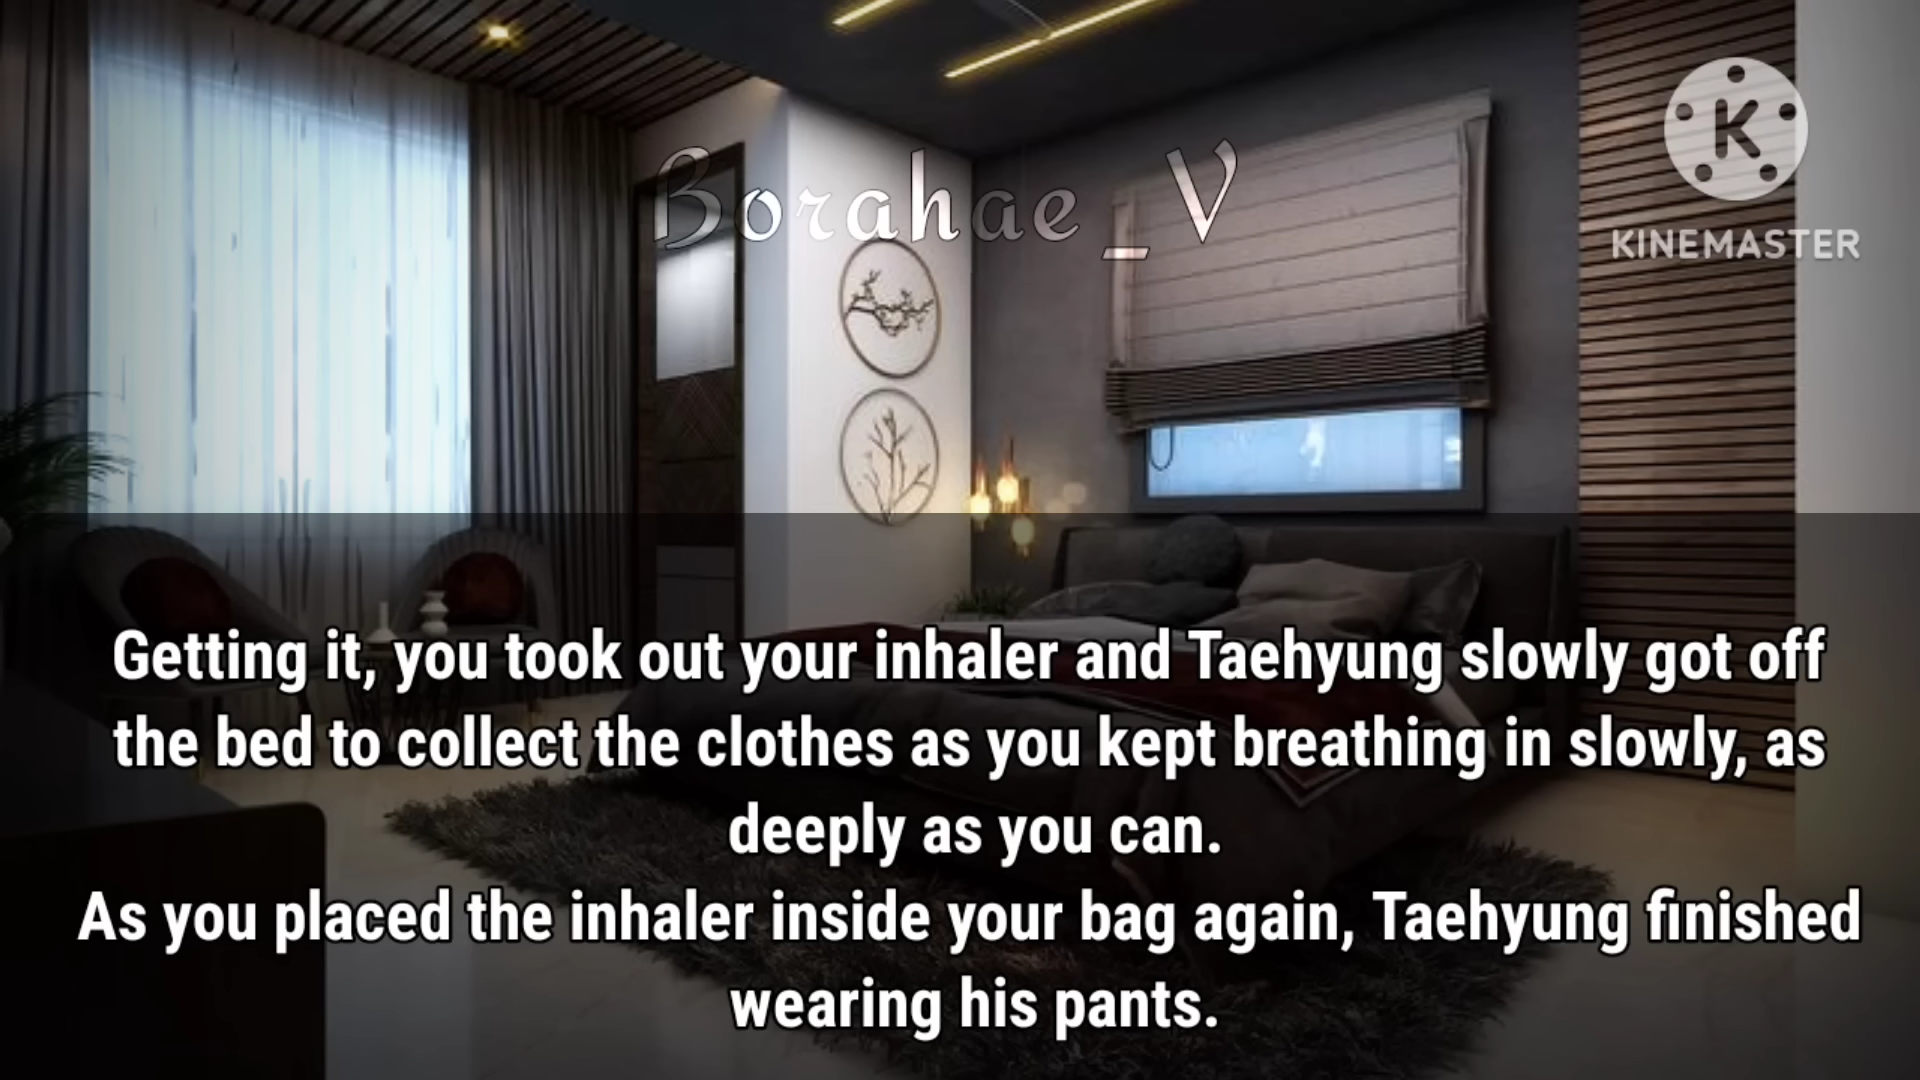 Borahae_V
K
KINEMASTER
Getting it, you took out your inhaler and Taehyung slowly got off
the bed to collect the clothes as you kept breathing in slowly, as
deeply as you can.
As you placed the inhaler inside your bag again, Taehyung finished
wearing his pants.